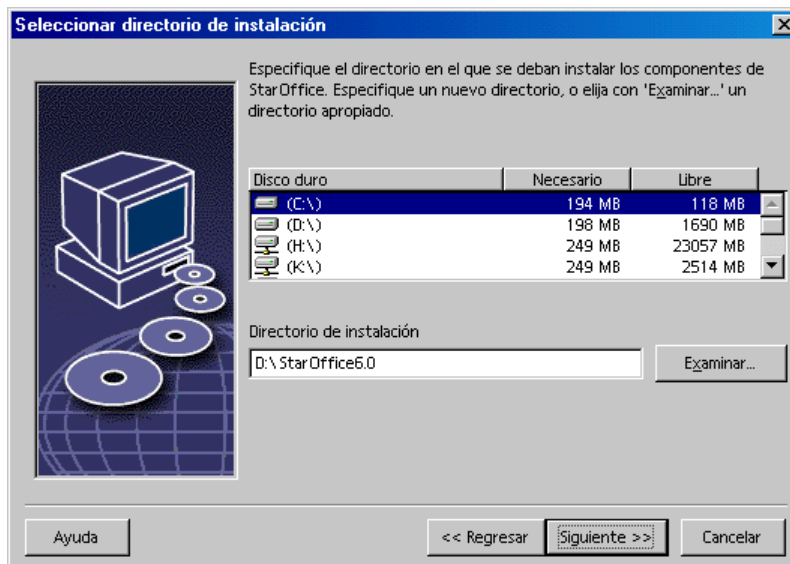 Seleccionar directorio de instalación
Especifique el directorio en el que se deban instalar los componentes de
StarOffice. Especifique un nuevo directorio, o elija con 'Examinar...' un
directorio apropiado.
Disco duro Necesario Libre
(C:\) 194 MB 118 MB
(D:\) 198 MB 1690 MB
(H:\) 249 MB 23057 MB
(K:\) 249 MB 2514 MB
Directorio de instalación
D:\StarOffice6.0 Examinar...
Ayuda << Regresar Siguiente >> Cancelar